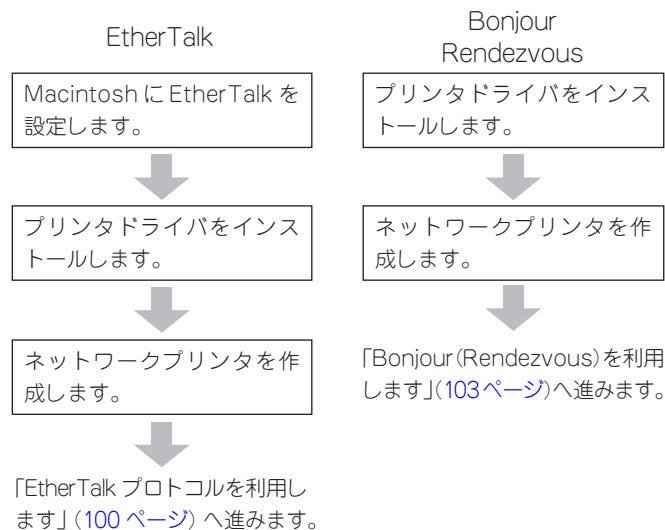 EtherTalk
Macintosh に EtherTalk を
設定します。
プリンタドライバをインス
トールします。
ネットワークプリンタを作
成します。
「EtherTalk プロトコルを利用し
ます」（100 ページ）へ進みます。
Bonjour
Rendezvous
プリンタドライバをインス
トールします。
ネットワークプリンタを作
成します。
「Bonjour（Rendezvous）を利用
します」（103ページ）へ進みます。